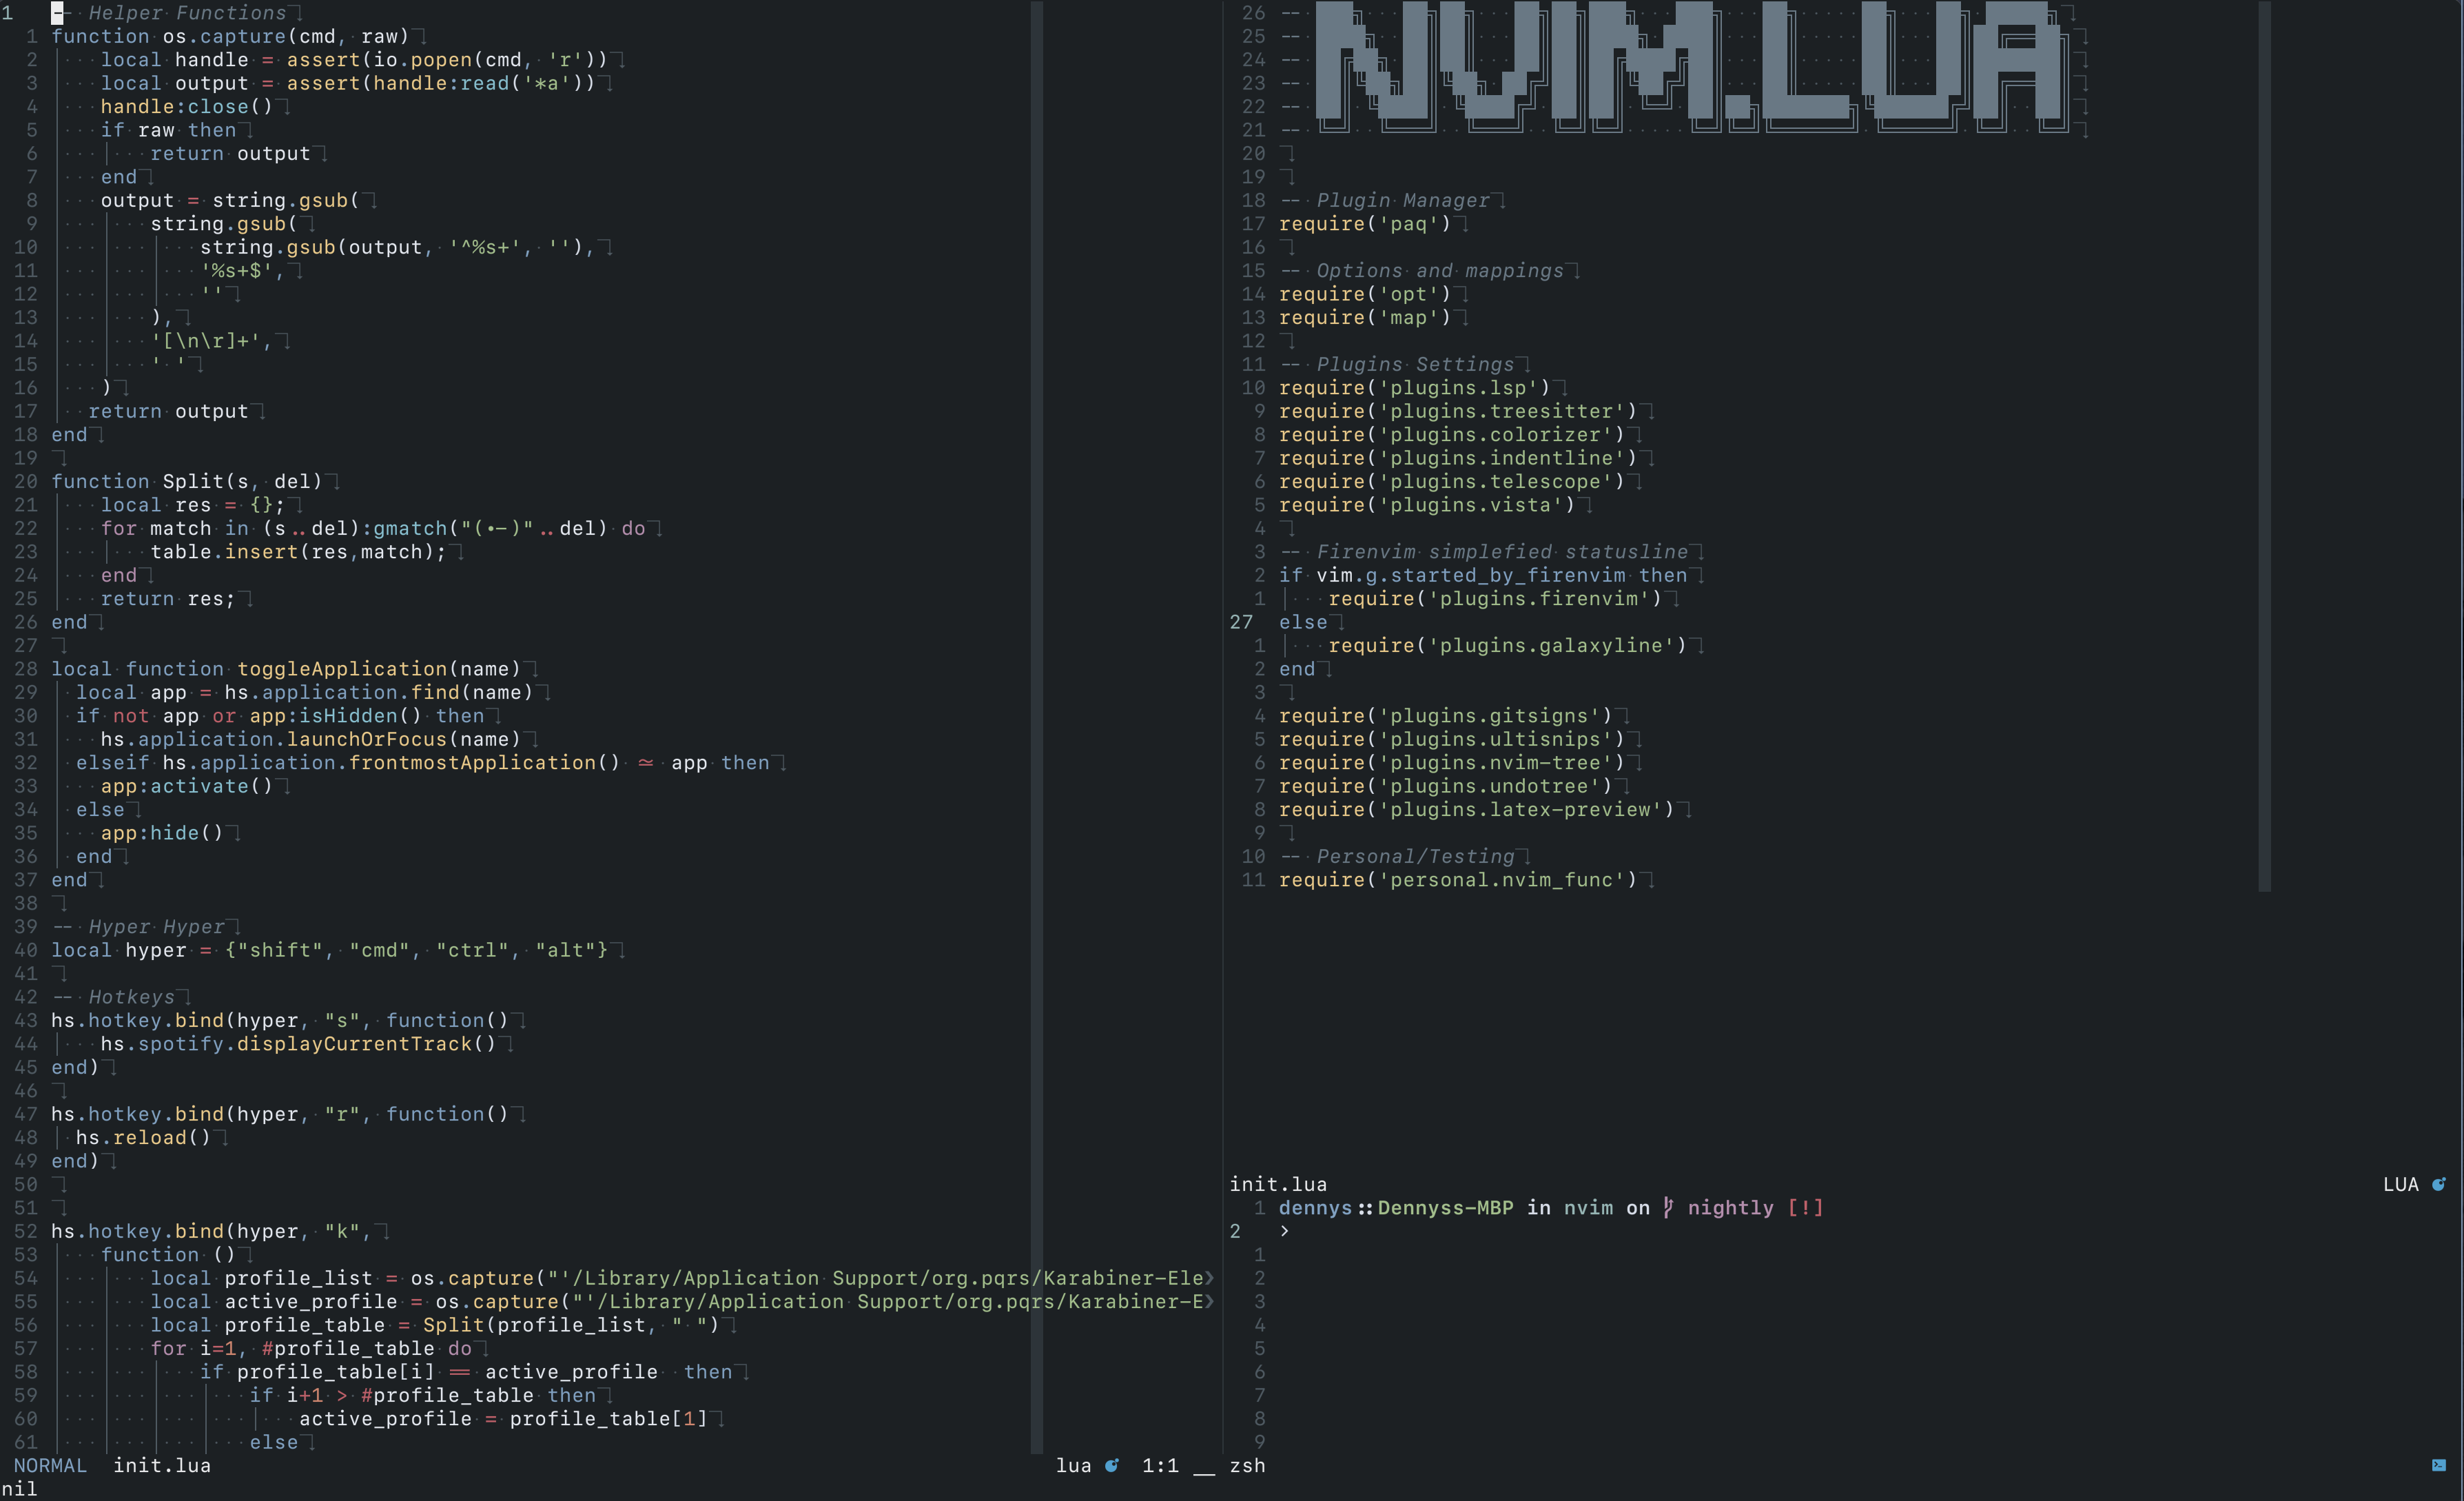 1 -- Helper Functions
1 function os.capture(cmd, raw)
2 local handle = assert(io.popen(cmd, 'r'))
3 local output = assert(handle:read('*a'))
4 handle:close()
5 if raw then
6 return output
7 end
8 output = string.gsub(
9 string.gsub(
10 string.gsub(output, '^%s+', ''),
11 '%s+$',
12 ''
13 ),
14 '[\n\r]+',
15 ' '
16 )
17 return output
18 end
19
20 function Split(s, del)
21 local res = {};
22 for match in (s..del):gmatch("(.-)"..del) do
23 table.insert(res,match);
24 end
25 return res;
26 end
27
28 local function toggleApplication(name)
29 local app = hs.application.find(name)
30 if not app or app:isHidden() then
31 hs.application.launchOrFocus(name)
32 elseif hs.application.frontmostApplication() ~= app then
33 app:activate()
34 else
35 app:hide()
36 end
37 end
38
39 -- Hyper Hyper
40 local hyper = {"shift", "cmd", "ctrl", "alt"}
41
42 -- Hotkeys
43 hs.hotkey.bind(hyper, "s", function()
44 hs.spotify.displayCurrentTrack()
45 end)
46
47 hs.hotkey.bind(hyper, "r", function()
48 hs.reload()
49 end)
50
51
52 hs.hotkey.bind(hyper, "k",
53 function ()
54 local profile_list = os.capture("'/Library/Application Support/org.pqrs/Karabiner-Ele❯
55 local active_profile = os.capture("'/Library/Application Support/org.pqrs/Karabiner-E❯
56 local profile_table = Split(profile_list, " ")
57 for i=1, #profile_table do
58 if profile_table[i] == active_profile then
59 if i+1 > #profile_table then
60 active_profile = profile_table[1]
61 else
NORMAL init.lua lua 1:1 __
nil
26 -- NVIM_LUA
25 --
24 --
23 --
22 --
21 --
20
19
18 -- Plugin Manager
17 require('paq')
16
15 -- Options and mappings
14 require('opt')
13 require('map')
12
11 -- Plugins Settings
10 require('plugins.lsp')
9 require('plugins.treesitter')
8 require('plugins.colorizer')
7 require('plugins.indentline')
6 require('plugins.telescope')
5 require('plugins.vista')
4
3 -- Firenvim simplefied statusline
2 if vim.g.started_by_firenvim then
1 require('plugins.firenvim')
27 else
1 require('plugins.galaxyline')
2 end
3
4 require('plugins.gitsigns')
5 require('plugins.ultisnips')
6 require('plugins.nvim-tree')
7 require('plugins.undotree')
8 require('plugins.latex-preview')
9
10 -- Personal/Testing
11 require('personal.nvim_func')
init.lua LUA
1 dennys::Dennyss-MBP in nvim on nightly [!]
2 >
1
2
3
4
5
6
7
8
9
zsh